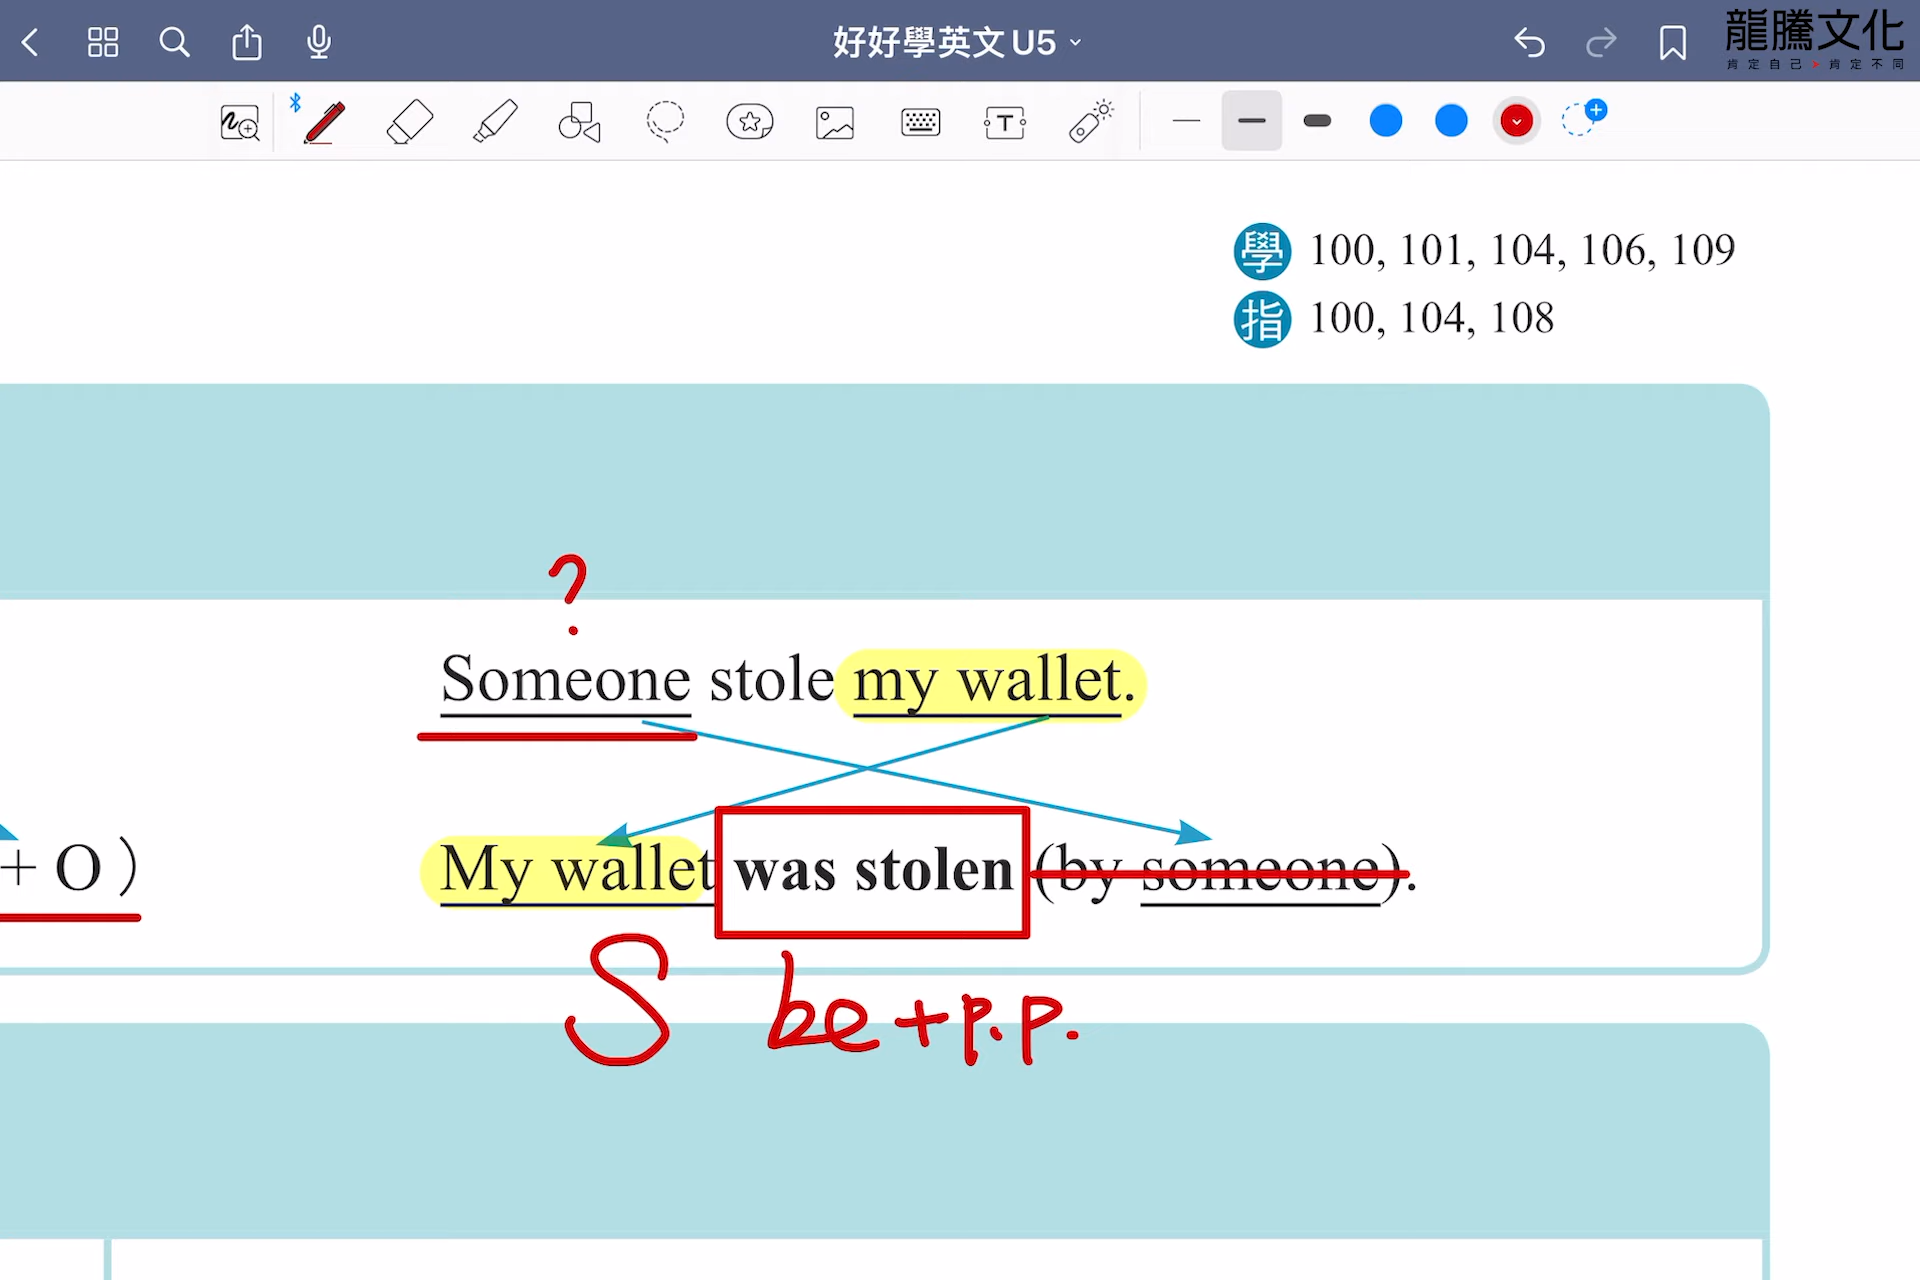 好好學英文 U5
龍騰文化
肯定自己 肯定不同
學 100, 101, 104, 106, 109
指 100, 104, 108
?
Someone stole my wallet.
+ O )
My wallet was stolen (by someone).
S be + p.p.